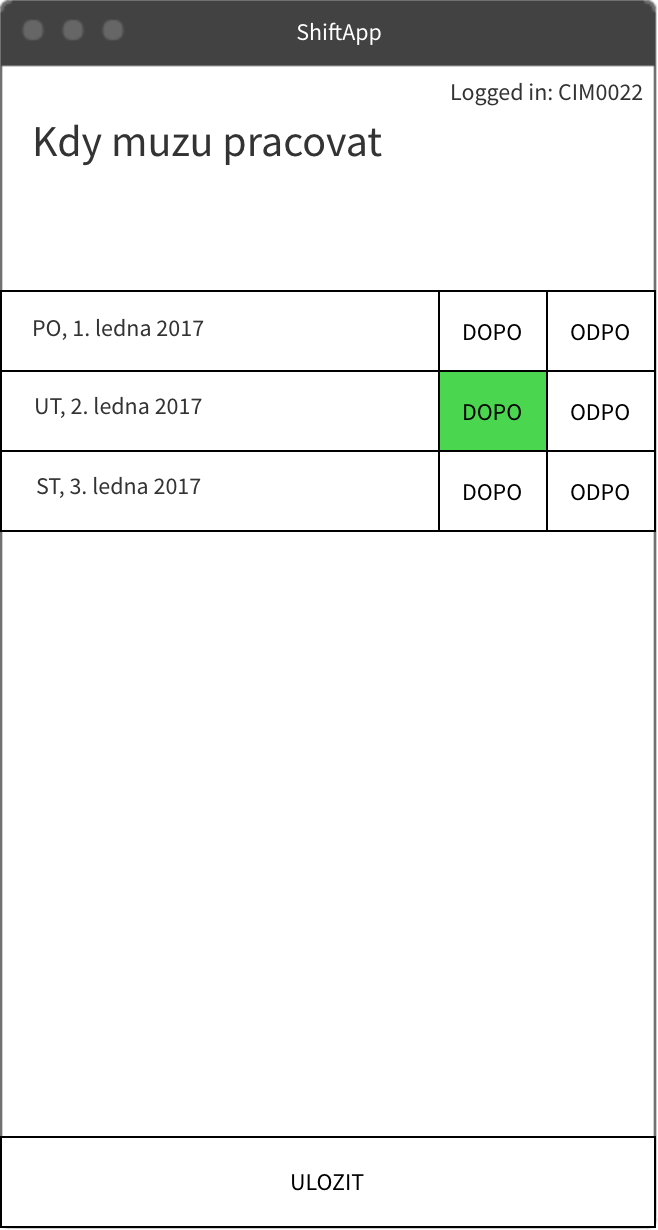 ShiftApp
Logged in: CIM0022
Kdy muzu pracovat
PO, 1. ledna 2017 DOPO ODPO
UT, 2. ledna 2017 DOPO ODPO
ST, 3. ledna 2017 DOPO ODPO
ULOZIT